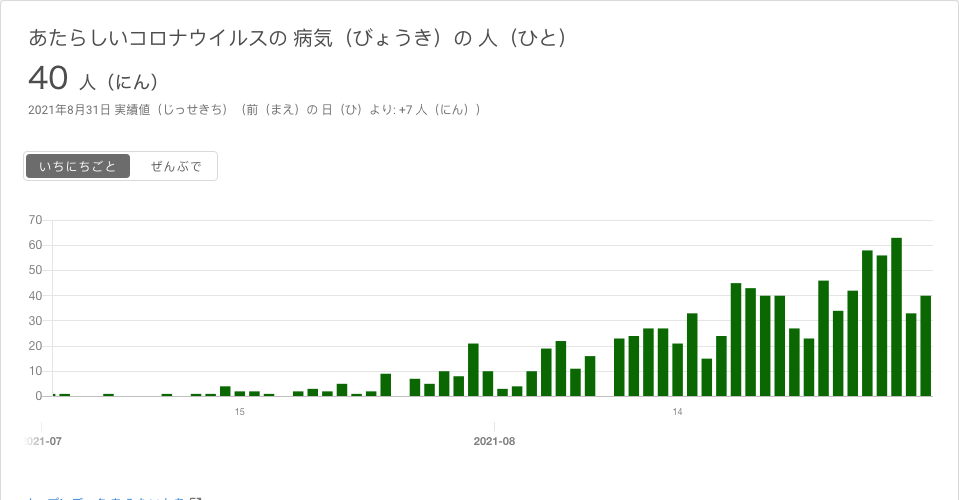 あたらしいコロナウイルスの 病気（びょうき）の 人（ひと）
40 人（にん）
2021年8月31日 実績値（じっせきち）（前（まえ）の 日（ひ）より: +7 人（にん））
いちにちごと ぜんぶで
70
60
50
40
30
20
10
0
15 14
021-07 2021-08